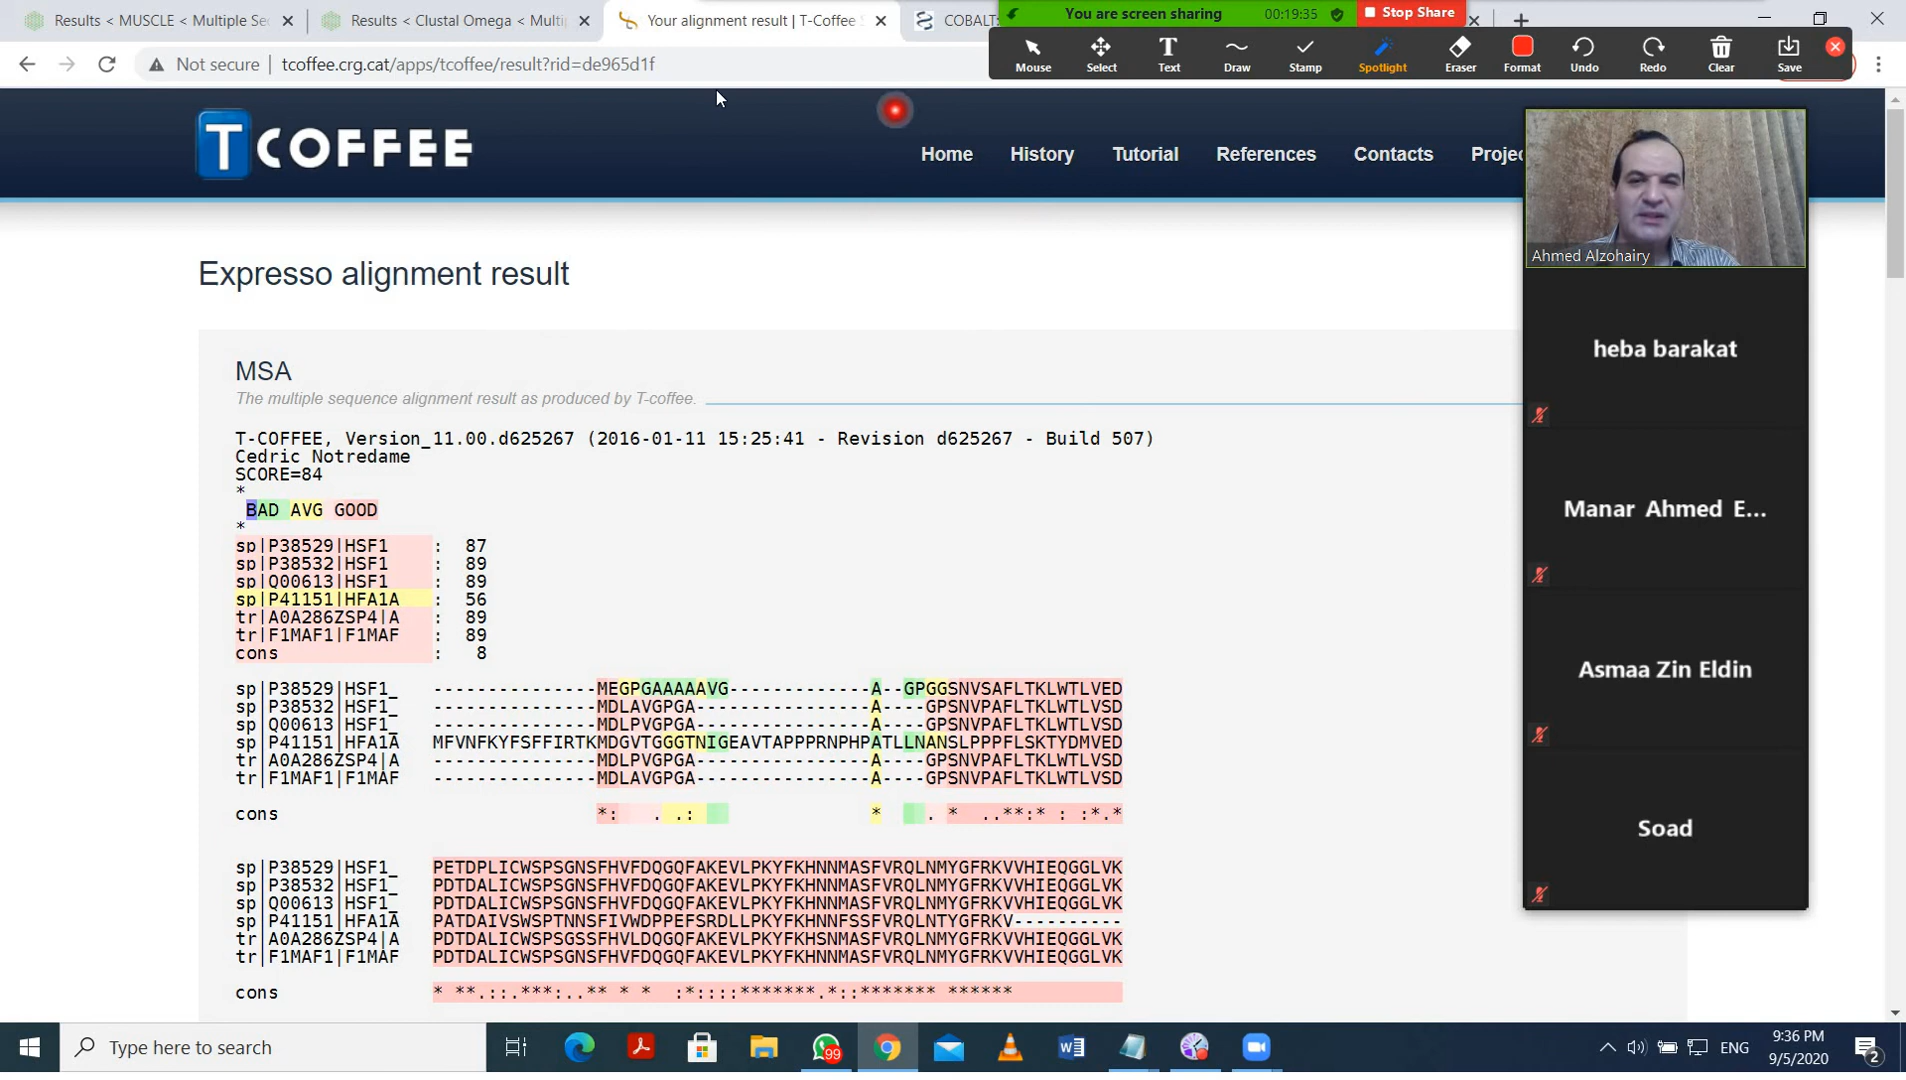 Results < MUSCLE < Multiple Se
Results < Clustal Omega < Multi
Your alignment result | T-Coffee S
COBALT:
You are screen sharing
00:19:35
Stop Share
Not secure
tcoffee.crg.cat/apps/tcoffee/result?rid=de965d1f
Mouse
Select
Text
Draw
Stamp
Spotlight
Eraser
Format
Undo
Redo
Clear
Save
T COFFEE
Home
History
Tutorial
References
Contacts
Projec
Ahmed Alzohairy
Expresso alignment result
heba barakat
MSA
The multiple sequence alignment result as produced by T-coffee.
T-COFFEE, Version_11.00.d625267 (2016-01-11 15:25:41 - Revision d625267 - Build 507)
Cedric Notredame
SCORE=84
*
BAD AVG GOOD
*
sp|P38529|HSF1 : 87
sp|P38532|HSF1 : 89
sp|Q00613|HSF1 : 89
sp|P41151|HFA1A : 56
tr|A0A286ZSP4|A : 89
tr|F1MAF1|F1MAF : 89
cons : 8
Manar Ahmed E...
Asmaa Zin Eldin
Soad
sp|P38529|HSF1_ ---------------MEGPGAAAAAVG-------------A--GPGGSNVSAFLTKLWTLVED
sp|P38532|HSF1_ ---------------MDLAVGPGA----------------A----GPSNVPAFLTKLWTLVSD
sp|Q00613|HSF1_ ---------------MDLPVGPGA----------------A----GPSNVPAFLTKLWTLVSD
sp|P41151|HFA1A MFVNFKYFSFFIRTKMDGVTGGGTNIGEAVTAPPPRNPHPATLLNANSLPPPFLSKTYDMVED
tr|A0A286ZSP4|A ---------------MDLPVGPGA----------------A----GPSNVPAFLTKLWTLVSD
tr|F1MAF1|F1MAF ---------------MDLAVGPGA----------------A----GPSNVPAFLTKLWTLVSD
cons *: . .: * . * ..**:* : :*.*
sp|P38529|HSF1_ PETDPLICWSPSGNSFHVFDQGQFAKEVLPKYFKHNNMASFVRQLNMYGFRKVVHIEQGGLVK
sp|P38532|HSF1_ PDTDALICWSPSGNSFHVFDQGQFAKEVLPKYFKHNNMASFVRQLNMYGFRKVVHIEQGGLVK
sp|Q00613|HSF1_ PDTDALICWSPSGNSFHVFDQGQFAKEVLPKYFKHNNMASFVRQLNMYGFRKVVHIEQGGLVK
sp|P41151|HFA1A PATDAIVSWSPTNNSFIVWDPPEFSRDLLPKYFKHNNFSSFVRQLNTYGFRKV----------
tr|A0A286ZSP4|A PDTDALICWSPSGSSFHVLDQGQFAKEVLPKYFKHSNMASFVRQLNMYGFRKVVHIEQGGLVK
tr|F1MAF1|F1MAF PDTDALICWSPSGNSFHVFDQGQFAKEVLPKYFKHNNMASFVRQLNMYGFRKVVHIEQGGLVK
cons * **.::.***:..** * * :*::::*******.*::******* ******
Type here to search
99
ENG
9:36 PM
9/5/2020
2